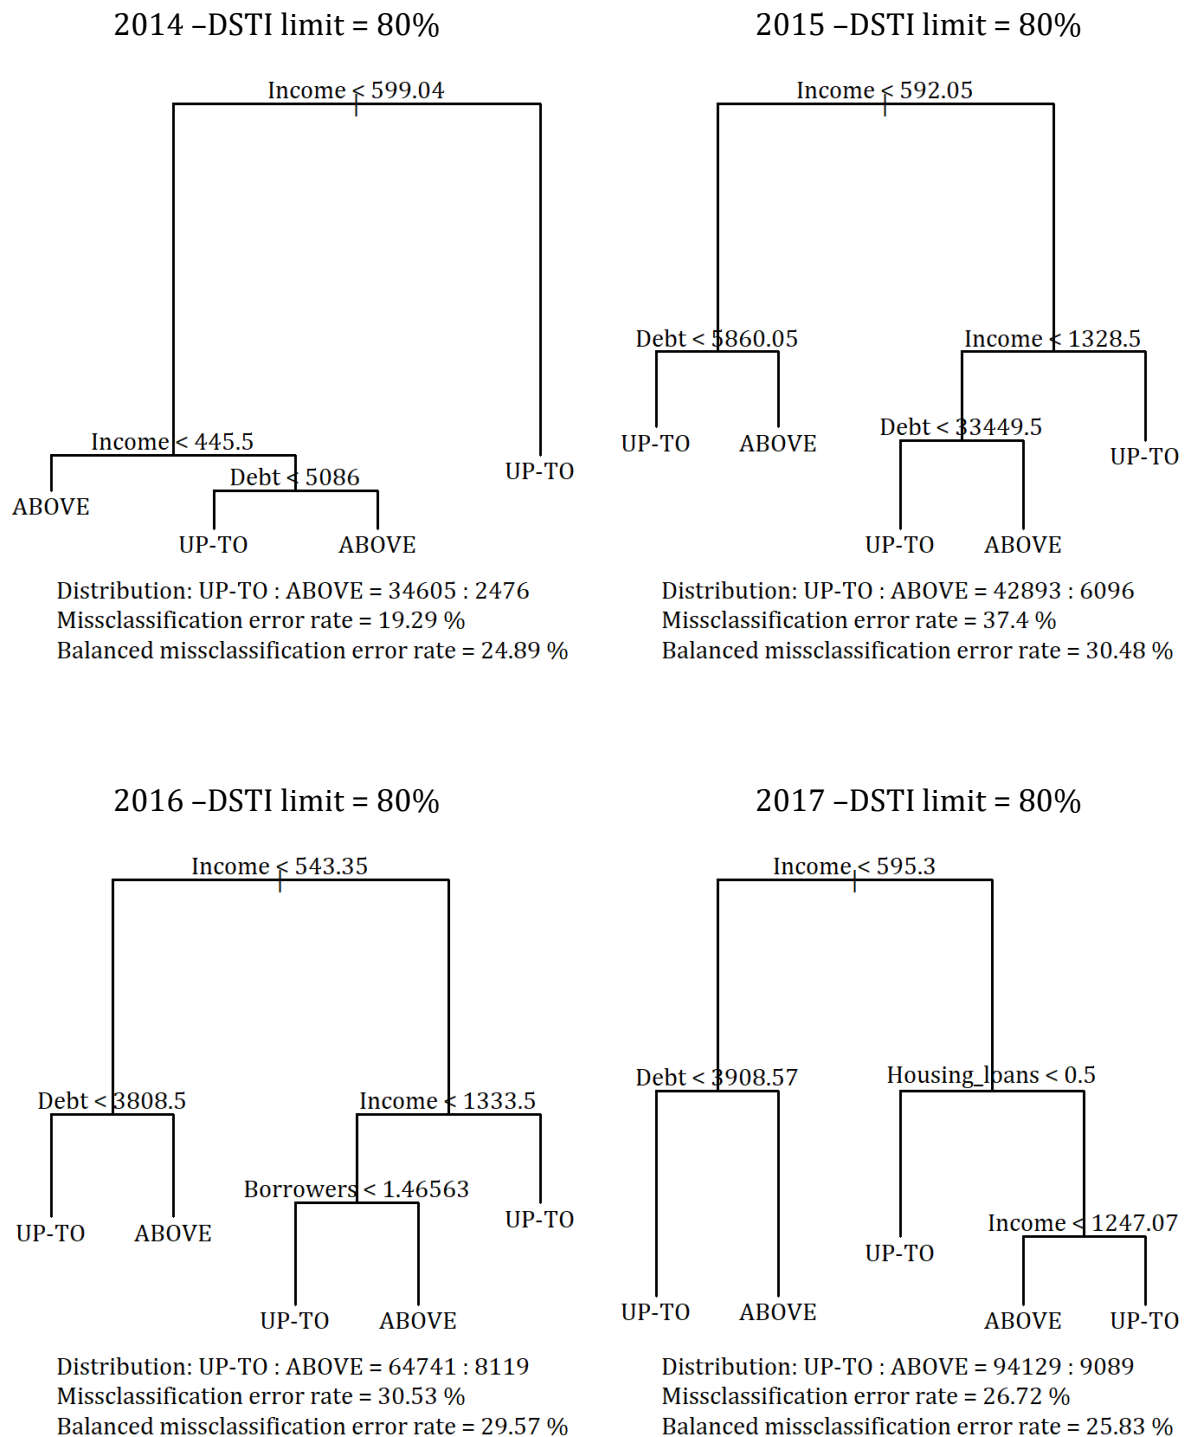 2014 –DSTI limit = 80%
Income < 599.04
Income < 445.5
Debt < 5086
ABOVE
UP-TO
ABOVE
UP-TO
Distribution: UP-TO : ABOVE = 34605 : 2476
Missclassification error rate = 19.29 %
Balanced missclassification error rate = 24.89 %
2015 –DSTI limit = 80%
Income < 592.05
Debt < 5860.05
Income < 1328.5
Debt < 33449.5
UP-TO
ABOVE
UP-TO
UP-TO
ABOVE
Distribution: UP-TO : ABOVE = 42893 : 6096
Missclassification error rate = 37.4 %
Balanced missclassification error rate = 30.48 %
2016 –DSTI limit = 80%
Income < 543.35
Debt < 3808.5
Income < 1333.5
Borrowers < 1.46563
UP-TO
ABOVE
UP-TO
UP-TO
ABOVE
Distribution: UP-TO : ABOVE = 64741 : 8119
Missclassification error rate = 30.53 %
Balanced missclassification error rate = 29.57 %
2017 –DSTI limit = 80%
Income < 595.3
Debt < 3908.57
Housing_loans < 0.5
Income < 1247.07
UP-TO
UP-TO
ABOVE
ABOVE
UP-TO
Distribution: UP-TO : ABOVE = 94129 : 9089
Missclassification error rate = 26.72 %
Balanced missclassification error rate = 25.83 %